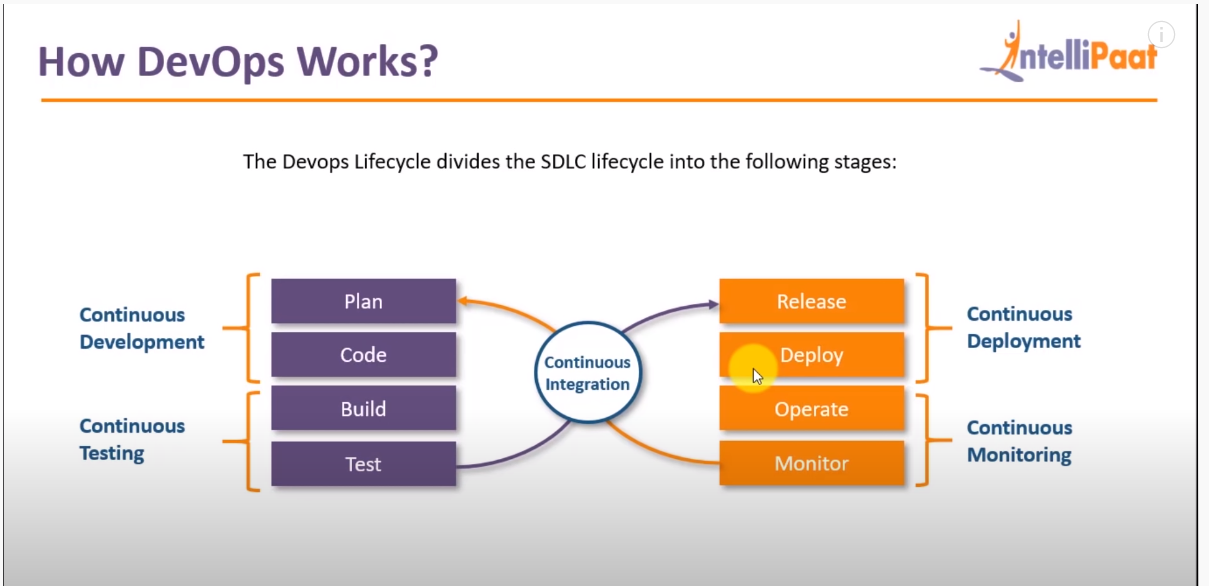 How DevOps Works?
IntelliPaat
i
The Devops Lifecycle divides the SDLC lifecycle into the following stages:
Continuous
Development
Plan
Code
Continuous
Testing
Build
Test
Continuous
Integration
Release
Deploy
Continuous
Deployment
Operate
Monitor
Continuous
Monitoring